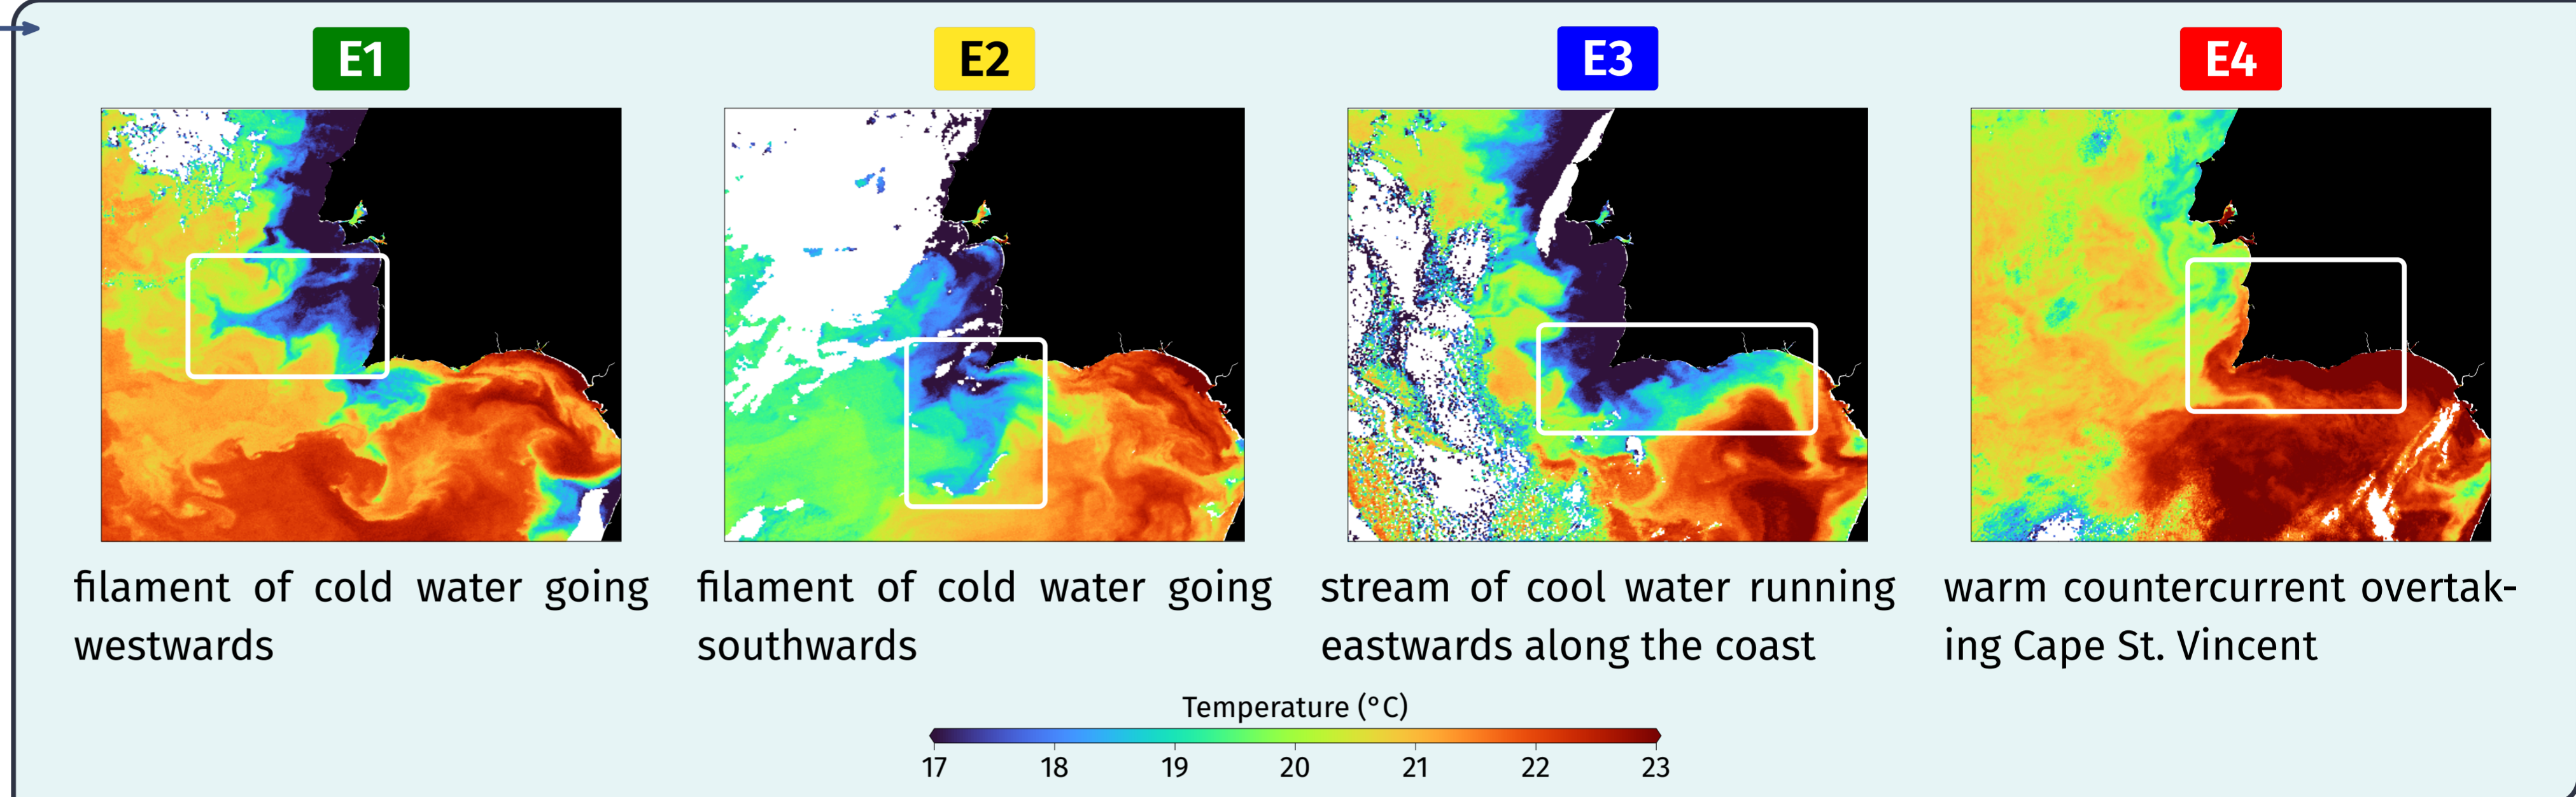 E1
E2
E3
E4
filament of cold water going
westwards
filament of cold water going
southwards
stream of cool water running
eastwards along the coast
warm countercurrent overtak-
ing Cape St. Vincent
Temperature (°C)
17 18 19 20 21 22 23